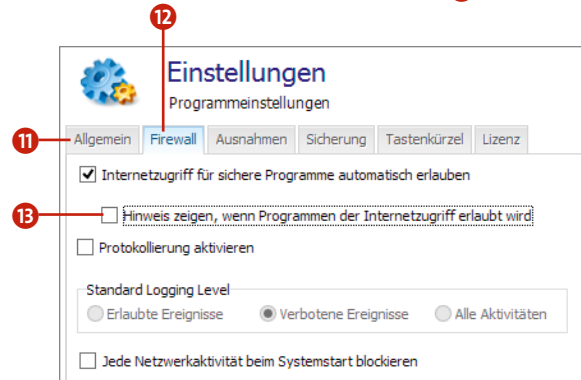 12
Einstellungen
Programmeinstellungen
11
Allgemein Firewall Ausnahmen Sicherung Tastenkürzel Lizenz
Internetzugriff für sichere Programme automatisch erlauben
13
Hinweis zeigen, wenn Programmen der Internetzugriff erlaubt wird
Protokollierung aktivieren
Standard Logging Level
Erlaubte Ereignisse Verbotene Ereignisse Alle Aktivitäten
Jede Netzwerkaktivität beim Systemstart blockieren